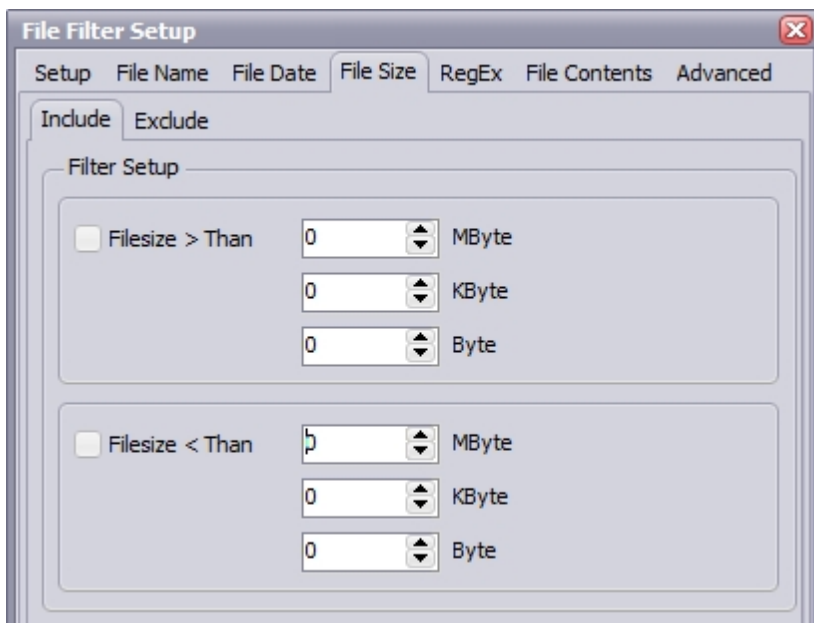 File Filter Setup
Setup File Name File Date File Size RegEx File Contents Advanced
Include Exclude
Filter Setup
Filesize > Than 0 MByte
0 KByte
0 Byte
Filesize < Than 0 MByte
0 KByte
0 Byte